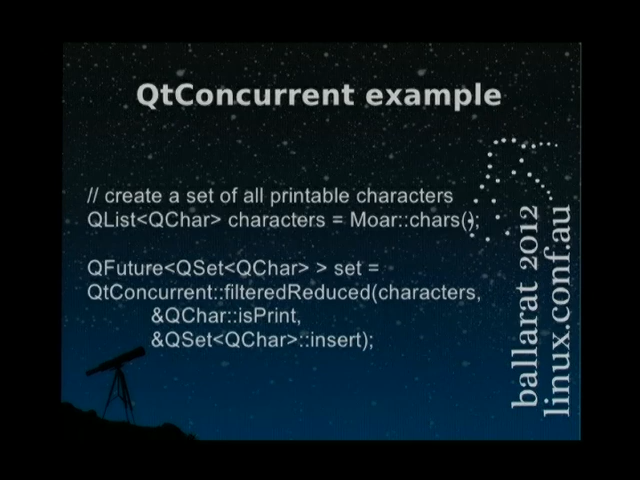 QtConcurrent example
// create a set of all printable characters
QList<QChar> characters = Moar::chars();
QFuture<QSet<QChar> > set =
QtConcurrent::filteredReduced(characters,
&QChar::isPrint,
&QSet<QChar>::insert);
ballarat 2012
linux.conf.au